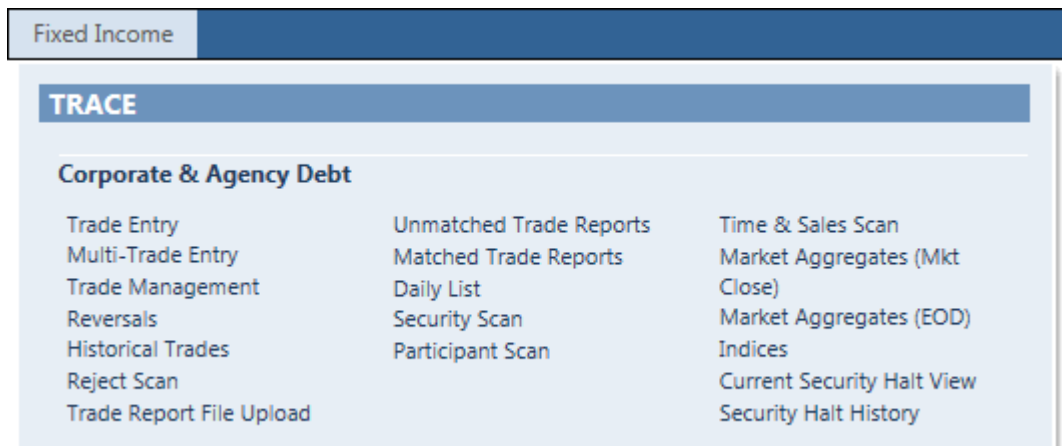 Fixed Income
TRACE
Corporate & Agency Debt
Trade Entry
Multi-Trade Entry
Trade Management
Reversals
Historical Trades
Reject Scan
Trade Report File Upload
Unmatched Trade Reports
Matched Trade Reports
Daily List
Security Scan
Participant Scan
Time & Sales Scan
Market Aggregates (Mkt
Close)
Market Aggregates (EOD)
Indices
Current Security Halt View
Security Halt History